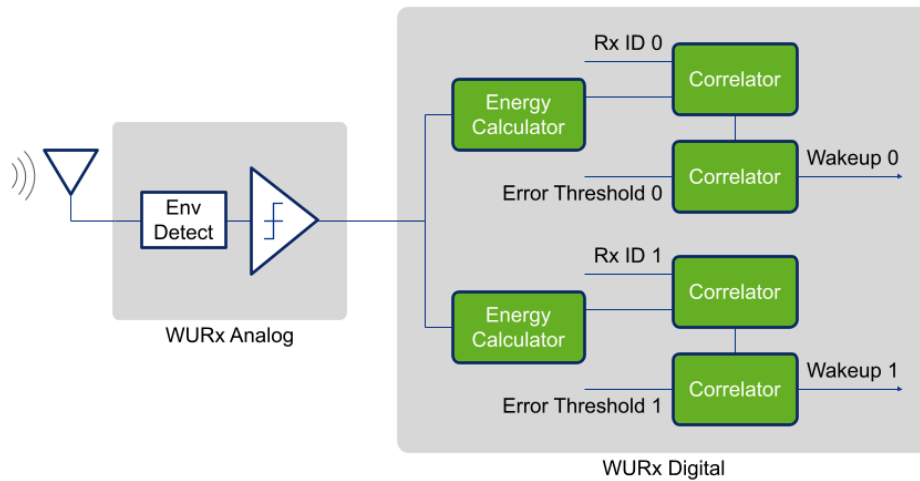 Rx ID 0
Correlator
Energy
Calculator
Correlator
Wakeup 0
Error Threshold 0
Env
Detect
WURx Analog
Rx ID 1
Correlator
Energy
Calculator
Correlator
Wakeup 1
Error Threshold 1
WURx Digital